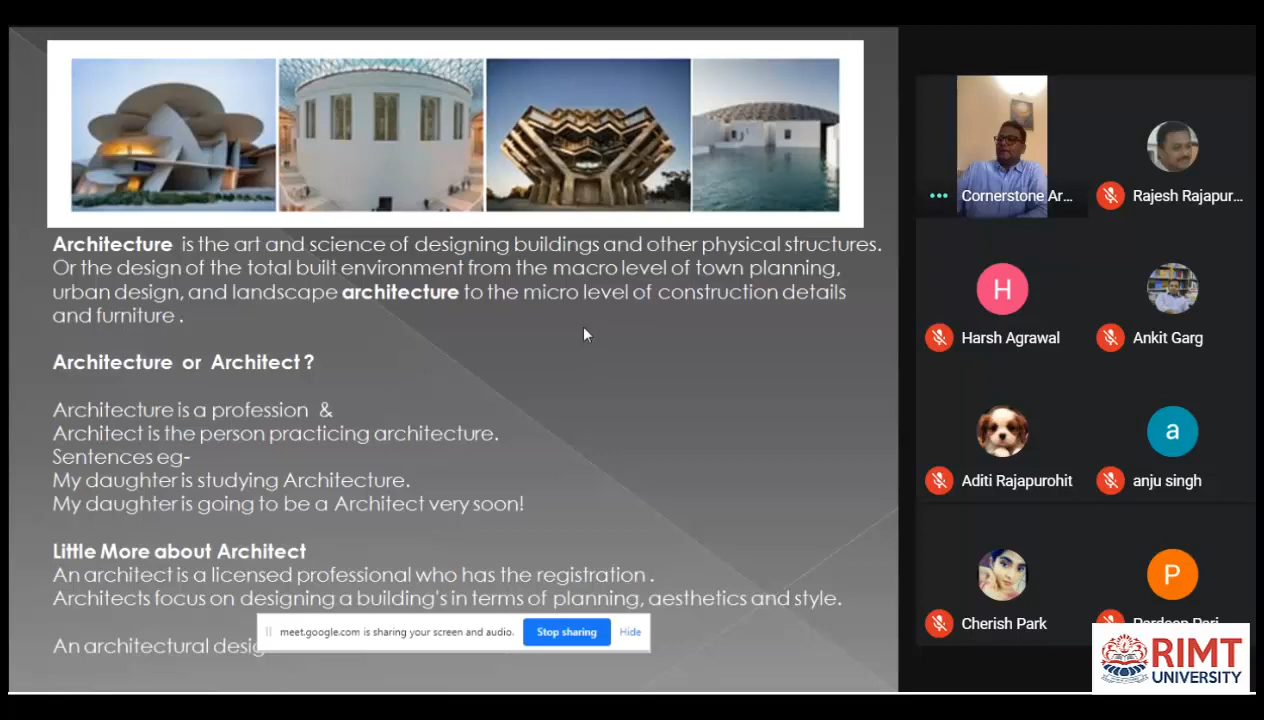 Architecture is the art and science of designing buildings and other physical structures.
Or the design of the total built environment from the macro level of town planning,
urban design, and landscape architecture to the micro level of construction details
and furniture .
Architecture or Architect ?
Architecture is a profession &
Architect is the person practicing architecture.
Sentences eg-
My daughter is studying Architecture.
My daughter is going to be a Architect very soon!
Little More about Architect
An architect is a licensed professional who has the registration .
Architects focus on designing a building's in terms of planning, aesthetics and style.
An architectural desig
meet.google.com is sharing your screen and audio.
Stop sharing
Hide
Cornerstone Ar...
Rajesh Rajapur...
H
Harsh Agrawal
Ankit Garg
Aditi Rajapurohit
a
anju singh
Cherish Park
P
RIMT
UNIVERSITY